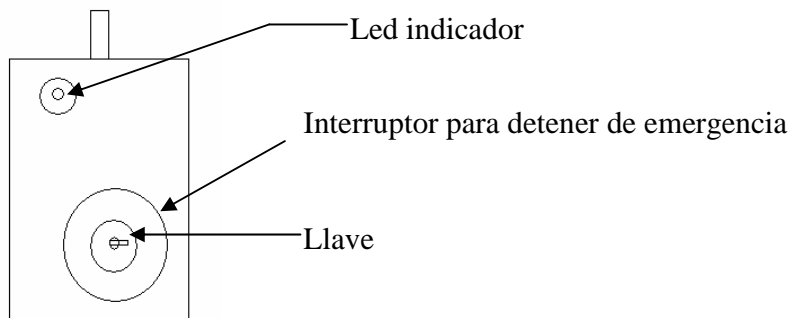 Led indicador
Interruptor para detener de emergencia
Llave